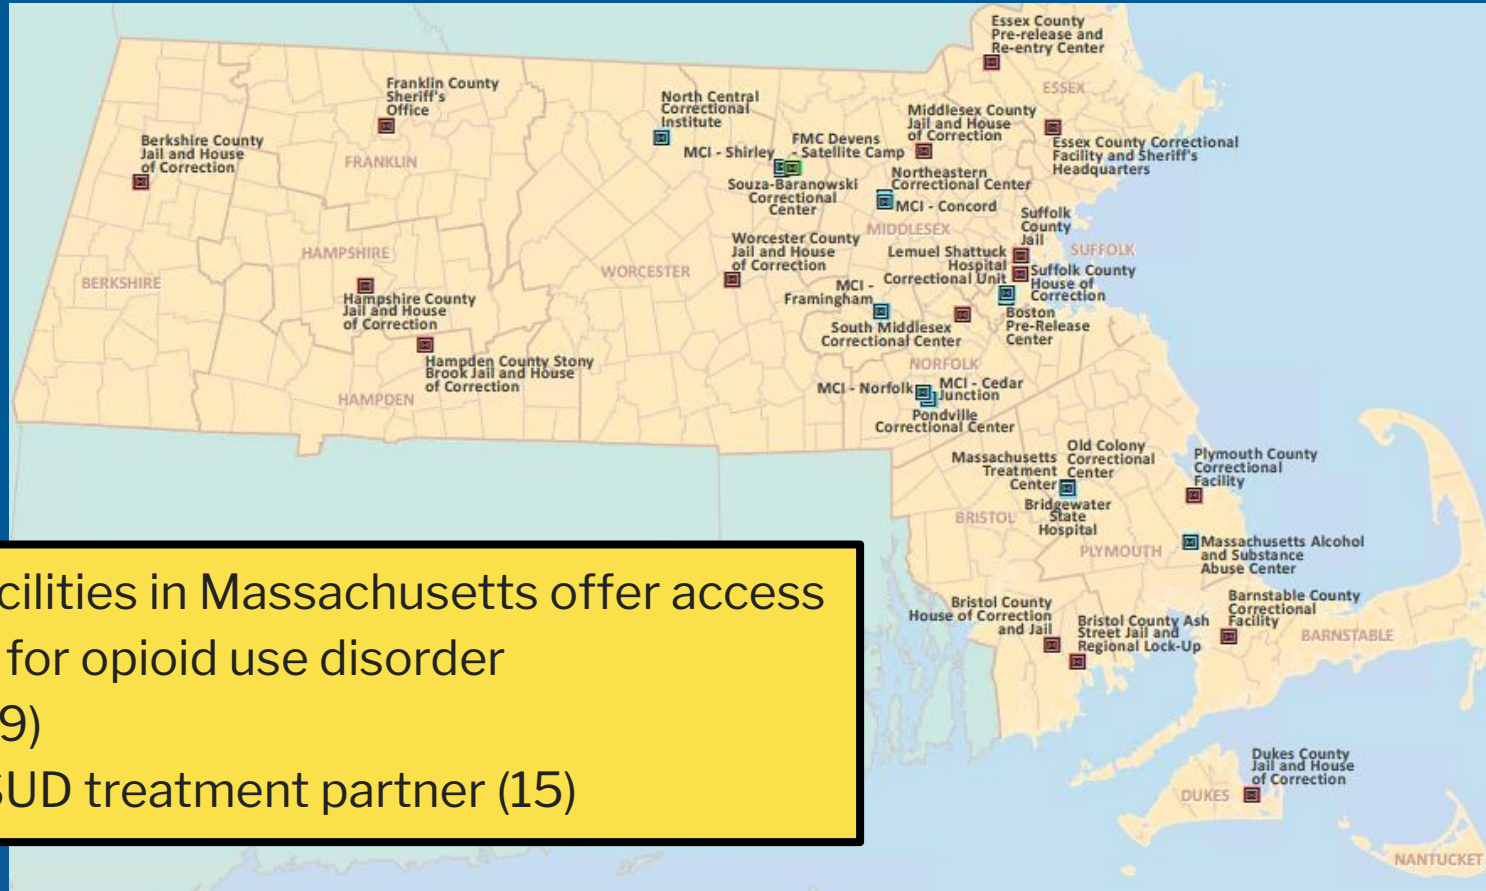 Essex County
Pre-release and
Re-entry Center
ESSEX
Franklin County
Sheriff's
Office
FRANKLIN
Berkshire County
Jail and House
of Correction
North Central
Correctional
Institute
MCI - Shirley
FMC Devens
- Satellite Camp
Middlesex County
Jail and House
of Correction
Essex County Correctional
Facility and Sheriff's
Headquarters
Souza-Baranowski
Correctional
Center
Northeastern
Correctional Center
MCI - Concord
MIDDLESEX
Suffolk
County
Jail
SUFFOLK
HAMPSHIRE
BERKSHIRE
WORCESTER
Worcester County
Jail and House
of Correction
Lemuel Shattuck
Hospital
Correctional Unit
Suffolk County
House of
Correction
MCI -
Framingham
Boston
Pre-Release
Center
South Middlesex
Correctional Center
Hampshire County
Jail and House
of Correction
Hampden County Stony
Brook Jail and House
of Correction
HAMPDEN
NORFOLK
MCI - Norfolk
MCI - Cedar
Junction
Pondville
Correctional Center
Massachusetts
Treatment
Center
Old Colony
Correctional
Center
Bridgewater
State
Hospital
Plymouth County
Correctional
Facility
BRISTOL
PLYMOUTH
Massachusetts Alcohol
and Substance
Abuse Center
Bristol County
House of Correction
and Jail
Bristol County Ash
Street Jail and
Regional Lock-Up
Barnstable County
Correctional
Facility
BARNSTABLE
Dukes County
Jail and House
of Correction
DUKES
NANTUCKET
cilities in Massachusetts offer access
for opioid use disorder
9)
SUD treatment partner (15)